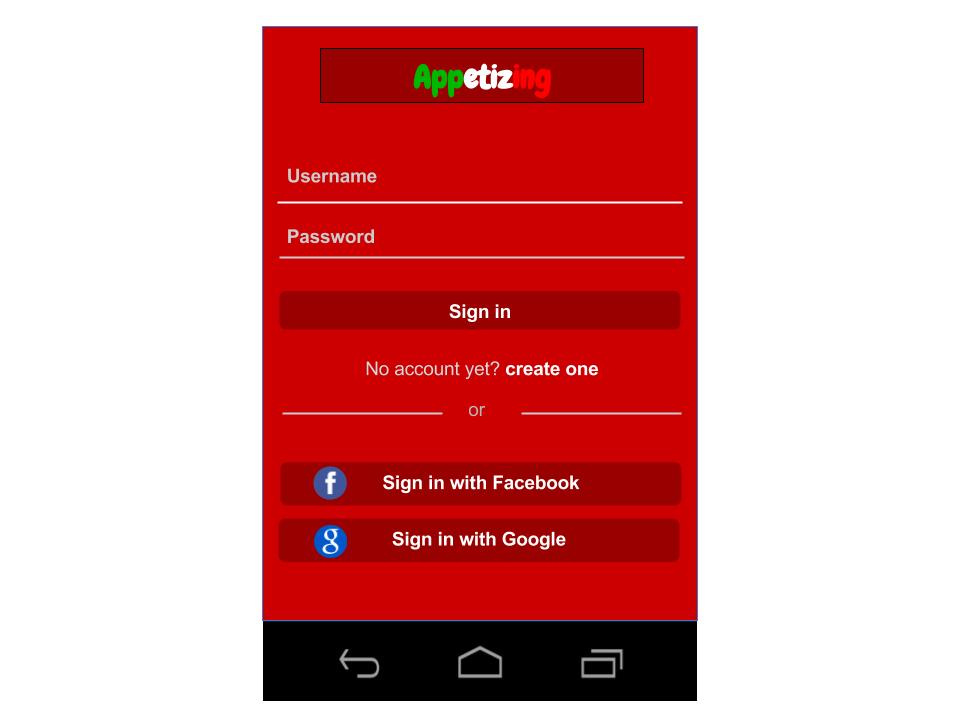 Appetizing
Username
Password
Sign in
No account yet? create one
or
f
Sign in with Facebook
g
Sign in with Google